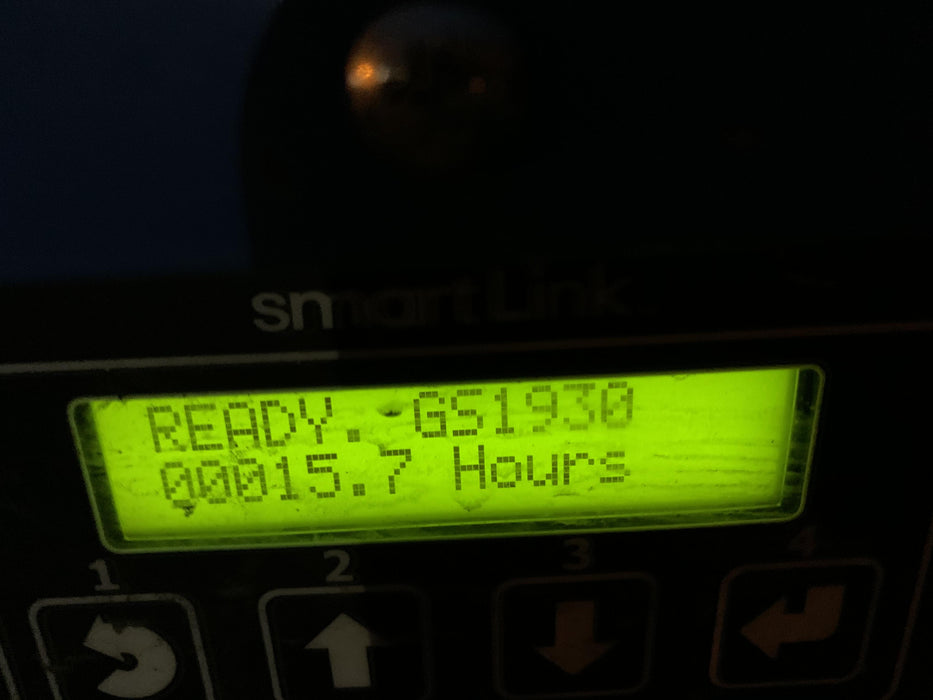 smartLink
READY. GS1930
00015.7 Hours
1 2 3 4